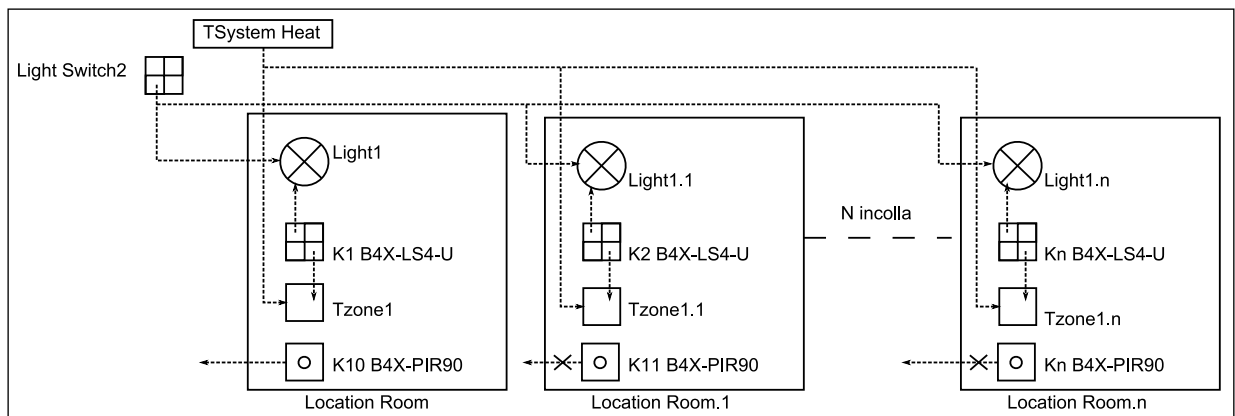 TSystem Heat
Light Switch2
Light1
Light1.1
Light1.n
N incolla
K1 B4X-LS4-U
K2 B4X-LS4-U
Kn B4X-LS4-U
Tzone1
Tzone1.1
Tzone1.n
K10 B4X-PIR90
K11 B4X-PIR90
Kn B4X-PIR90
Location Room
Location Room.1
Location Room.n